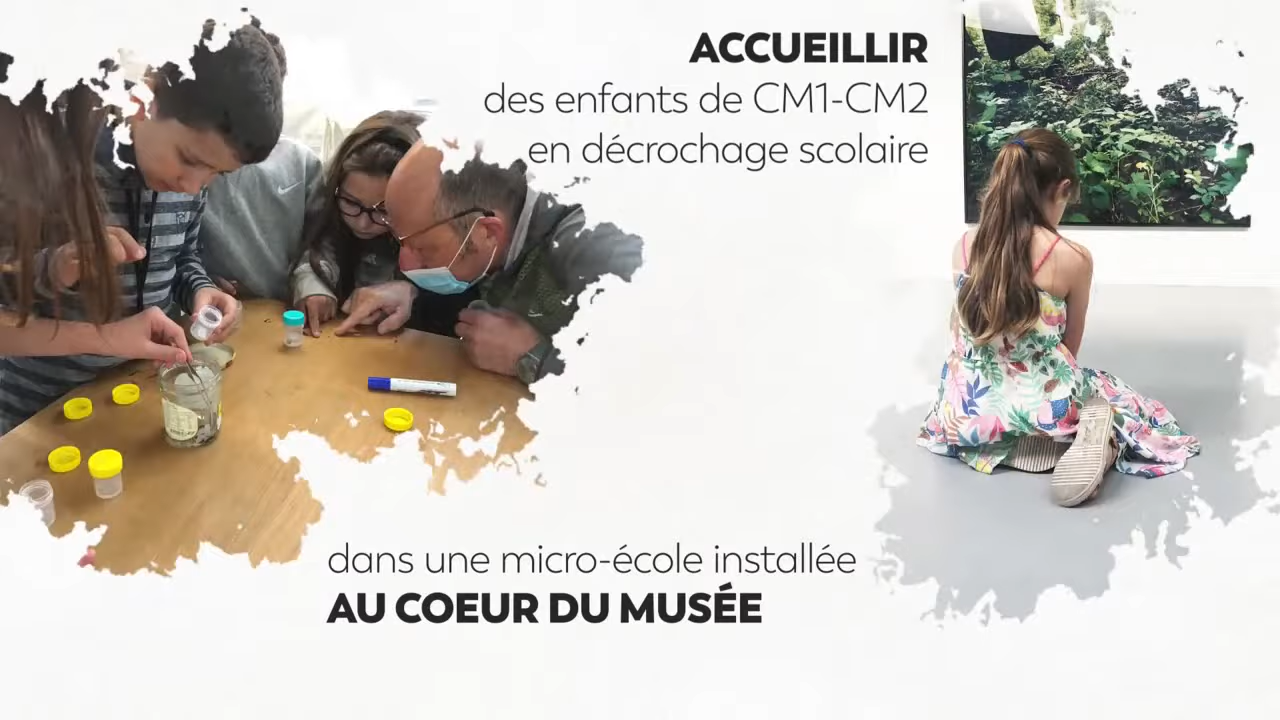 ACCUEILLIR
des enfants de CM1-CM2
en décrochage scolaire
dans une micro-école installée
AU COEUR DU MUSÉE